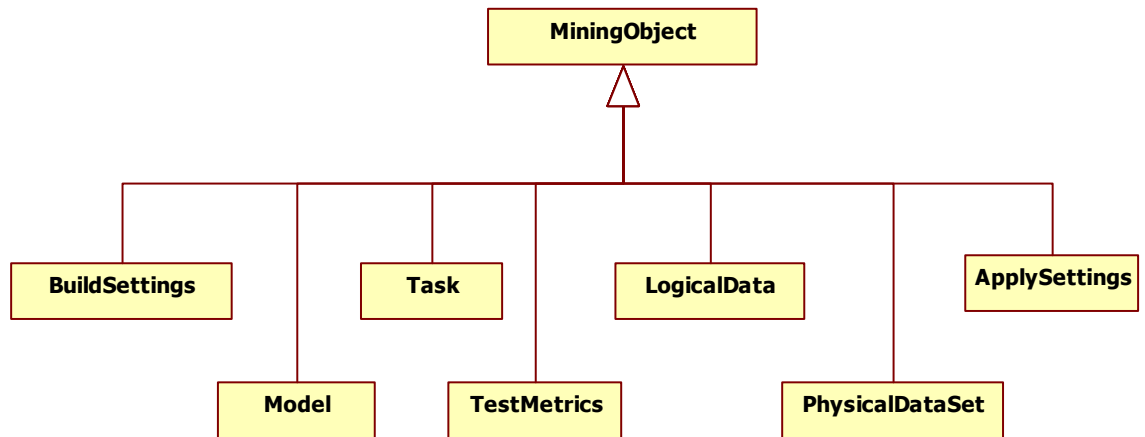 MiningObject
BuildSettings
Task
LogicalData
ApplySettings
Model
TestMetrics
PhysicalDataSet